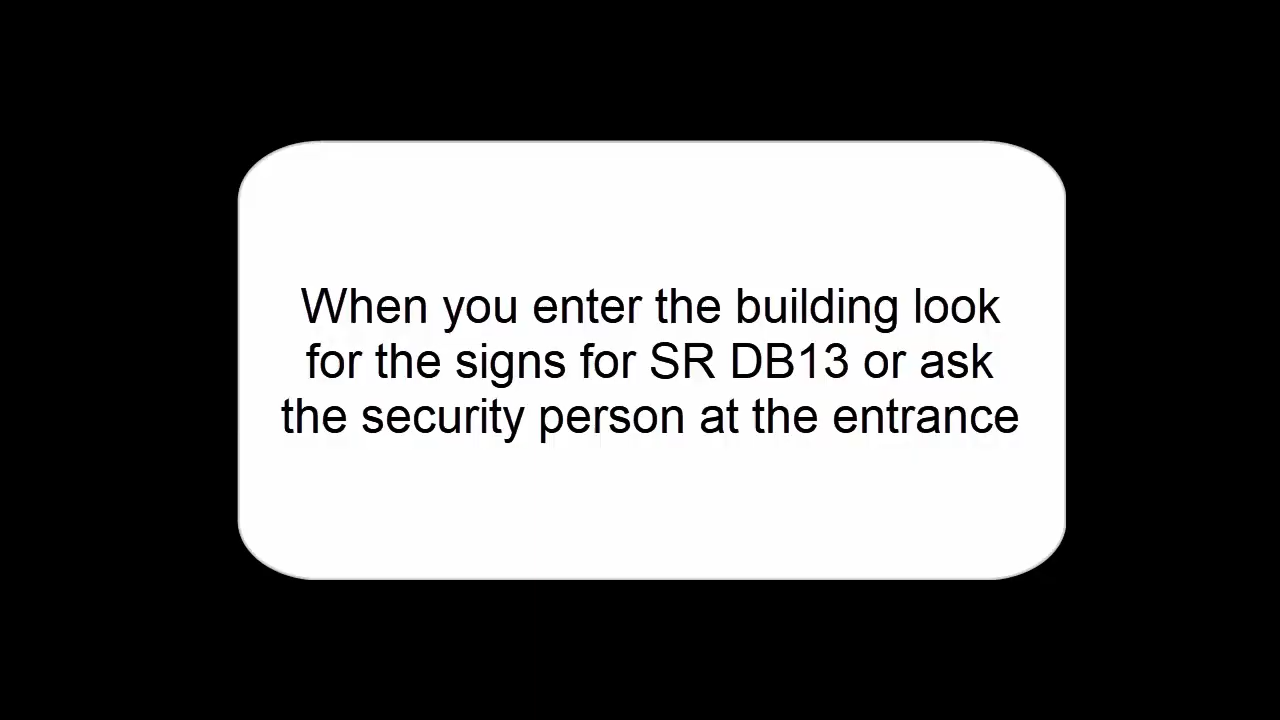 When you enter the building look
for the signs for SR DB13 or ask
the security person at the entrance